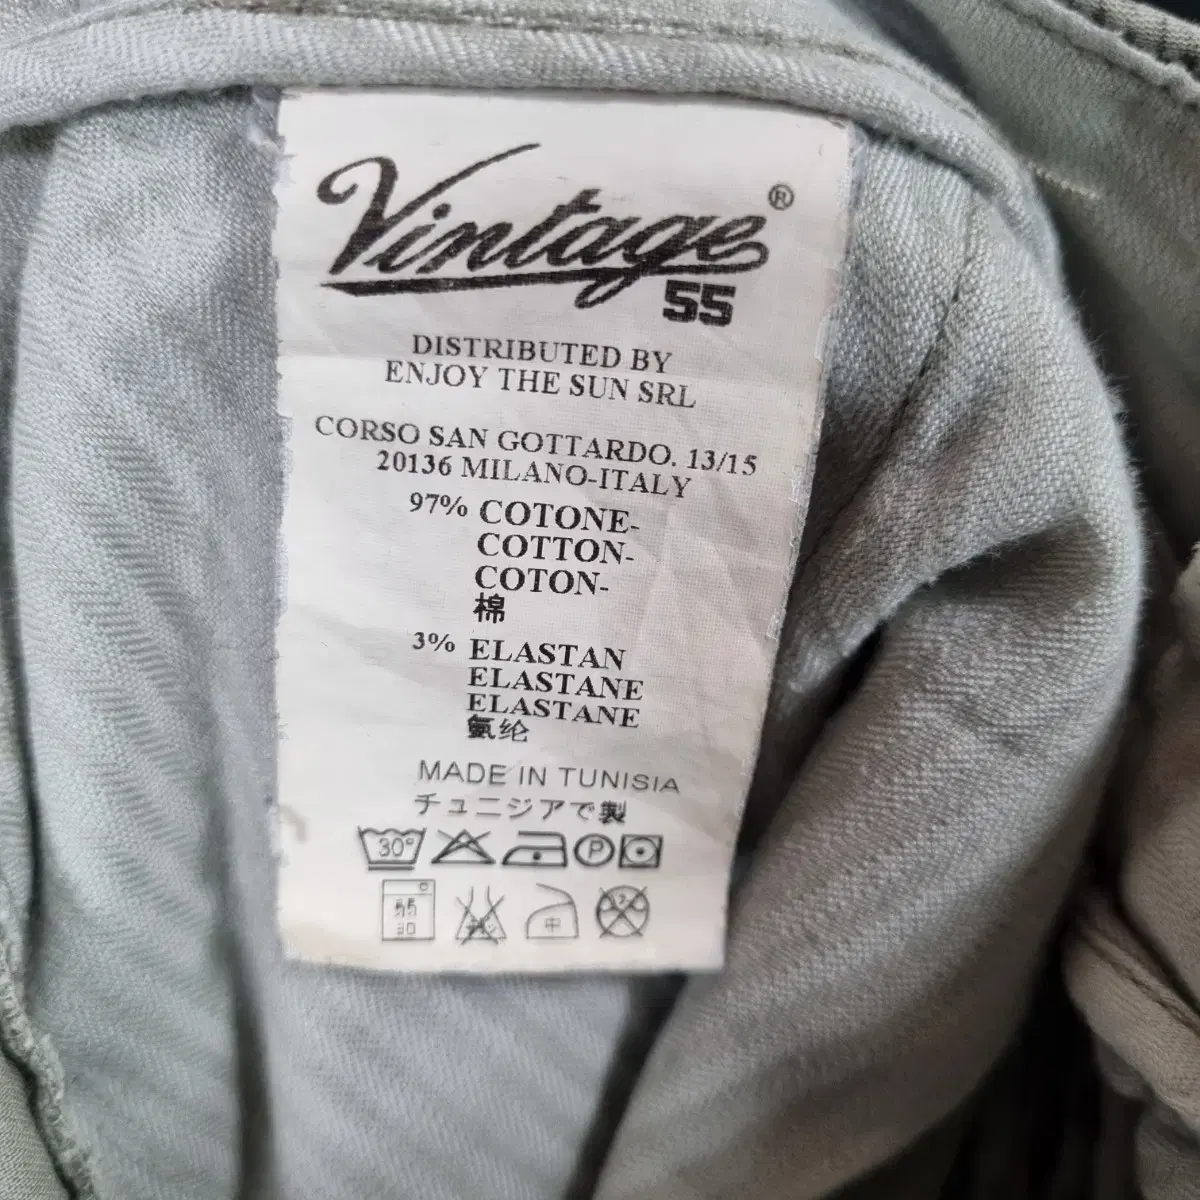 Vintage®
55
DISTRIBUTED BY
ENJOY THE SUN SRL
CORSO SAN GOTTARDO. 13/15
20136 MILANO-ITALY
97% COTONE-
COTTON-
COTON-
棉
3% ELASTAN
ELASTANE
ELASTANE
氨纶
MADE IN TUNISIA
チュニジアで製
30° P
中